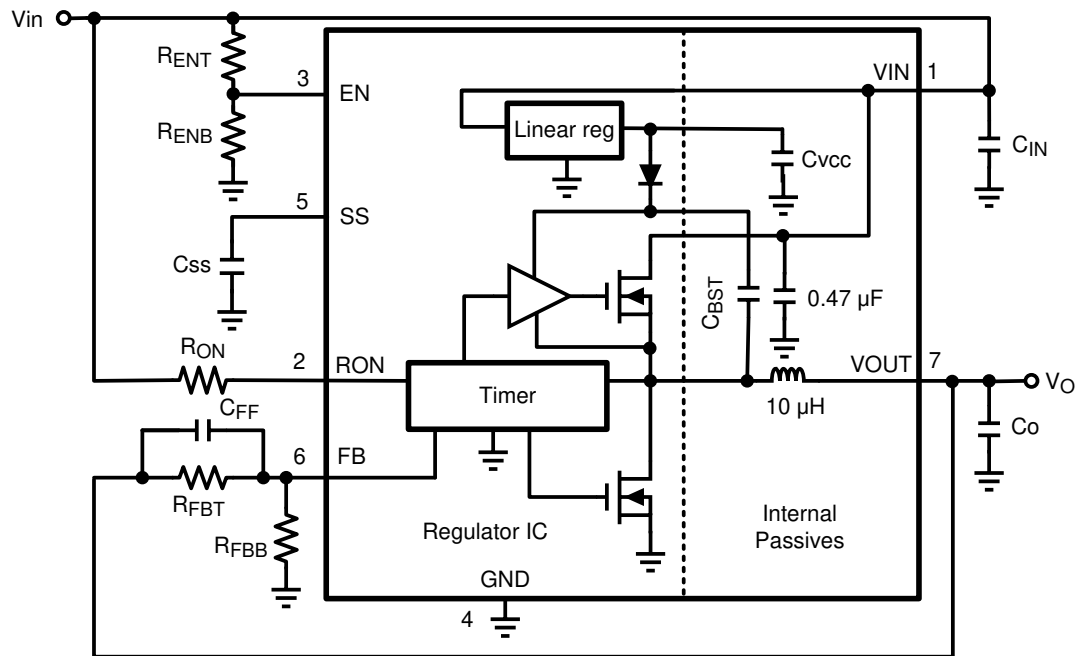 Vin
RENT
3
EN
VIN
1
RENB
Linear reg
Cvcc
CIN
5
SS
Css
CBST
0.47 µF
RON
2
RON
VOUT
7
VO
Timer
CFF
10 µH
Co
6
FB
RFBT
RFBB
Regulator IC
Internal
Passives
GND
4